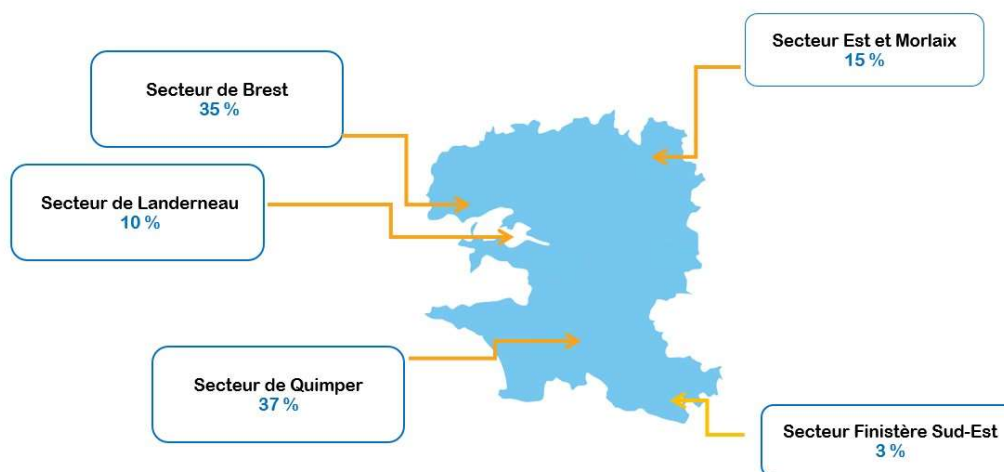 Secteur Est et Morlaix
15 %
Secteur de Brest
35 %
Secteur de Landerneau
10 %
Secteur de Quimper
37 %
Secteur Finistère Sud-Est
3 %